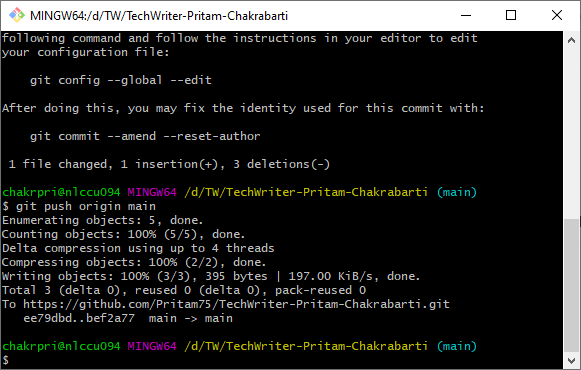 MINGW64:/d/TW/TechWriter-Pritam-Chakrabarti
following command and follow the instructions in your editor to edit
your configuration file:
git config --global --edit
After doing this, you may fix the identity used for this commit with:
git commit --amend --reset-author
1 file changed, 1 insertion(+), 3 deletions(-)
chakrpri@nlccu094 MINGW64 /d/TW/TechWriter-Pritam-Chakrabarti (main)
$ git push origin main
Enumerating objects: 5, done.
Counting objects: 100% (5/5), done.
Delta compression using up to 4 threads
Compressing objects: 100% (2/2), done.
Writing objects: 100% (3/3), 395 bytes | 197.00 KiB/s, done.
Total 3 (delta 0), reused 0 (delta 0), pack-reused 0
To https://github.com/Pritam75/TechWriter-Pritam-Chakrabarti.git
ee79dbd..bef2a77  main -> main
chakrpri@nlccu094 MINGW64 /d/TW/TechWriter-Pritam-Chakrabarti (main)
$